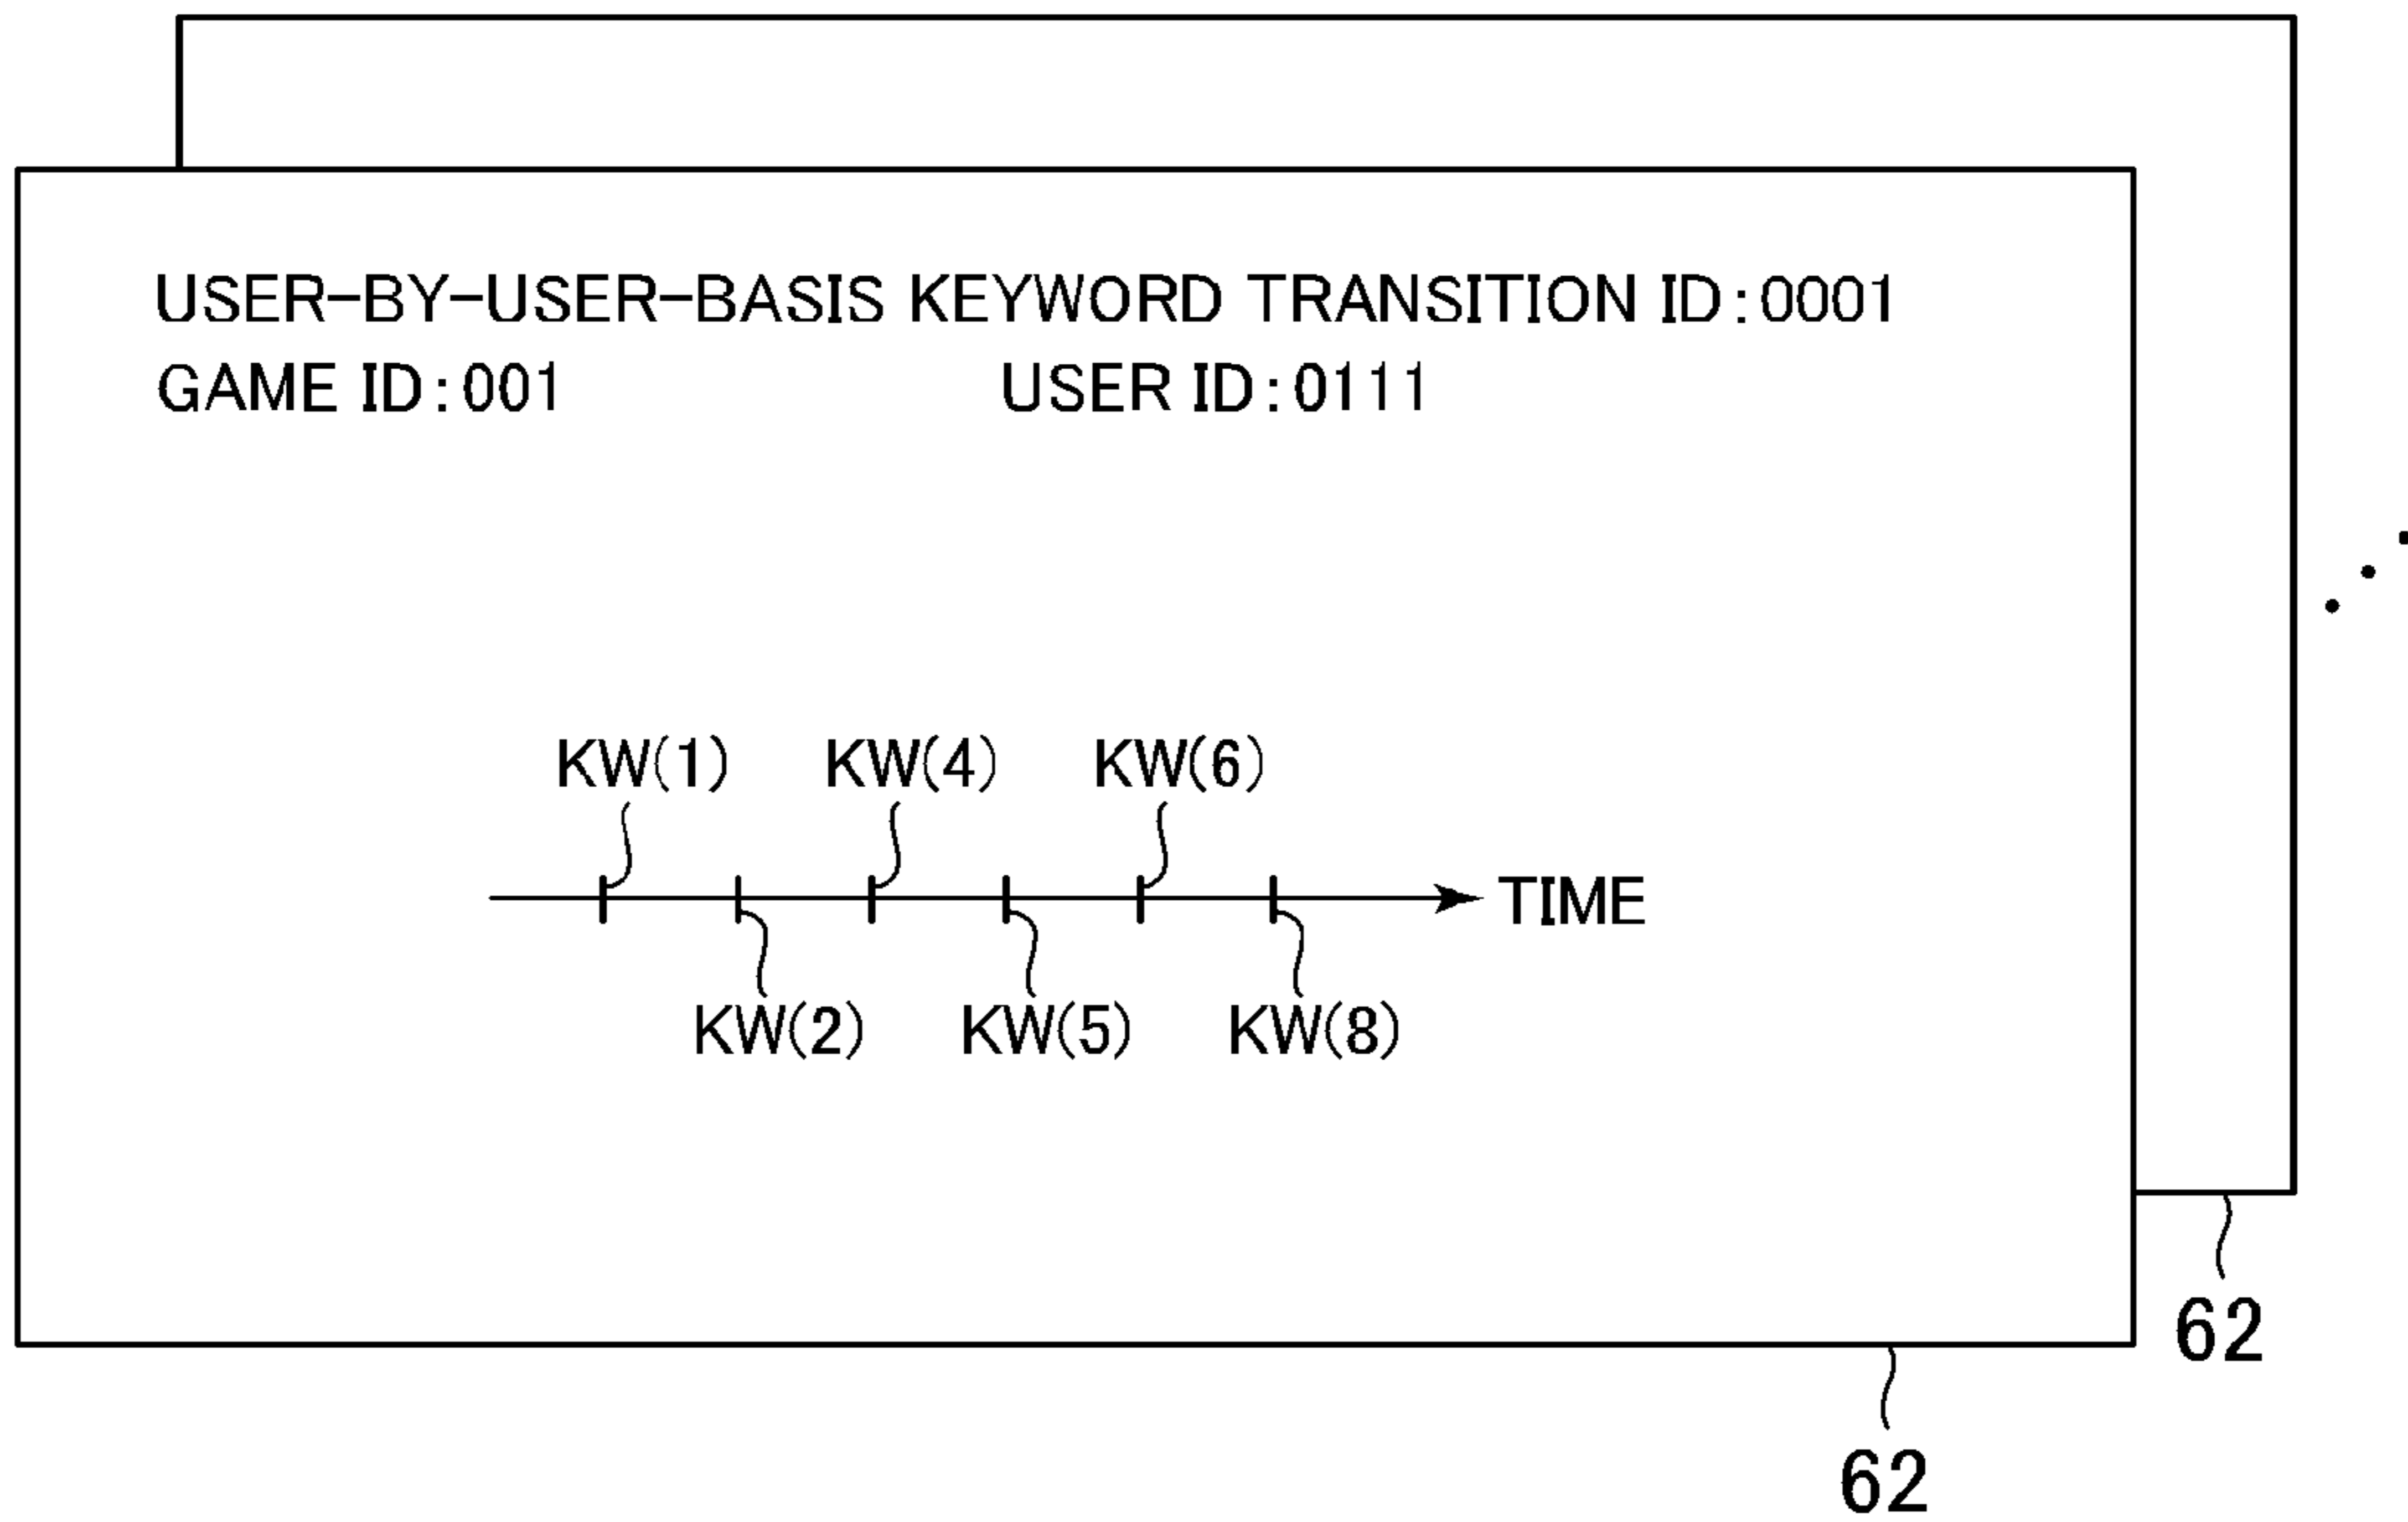 USER-BY-USER-BASIS KEYWORD TRANSITION ID:0001
GAME ID:001 USER ID:0111
KW(1) KW(4) KW(6)
TIME
KW(2) KW(5) KW(8)
62
62